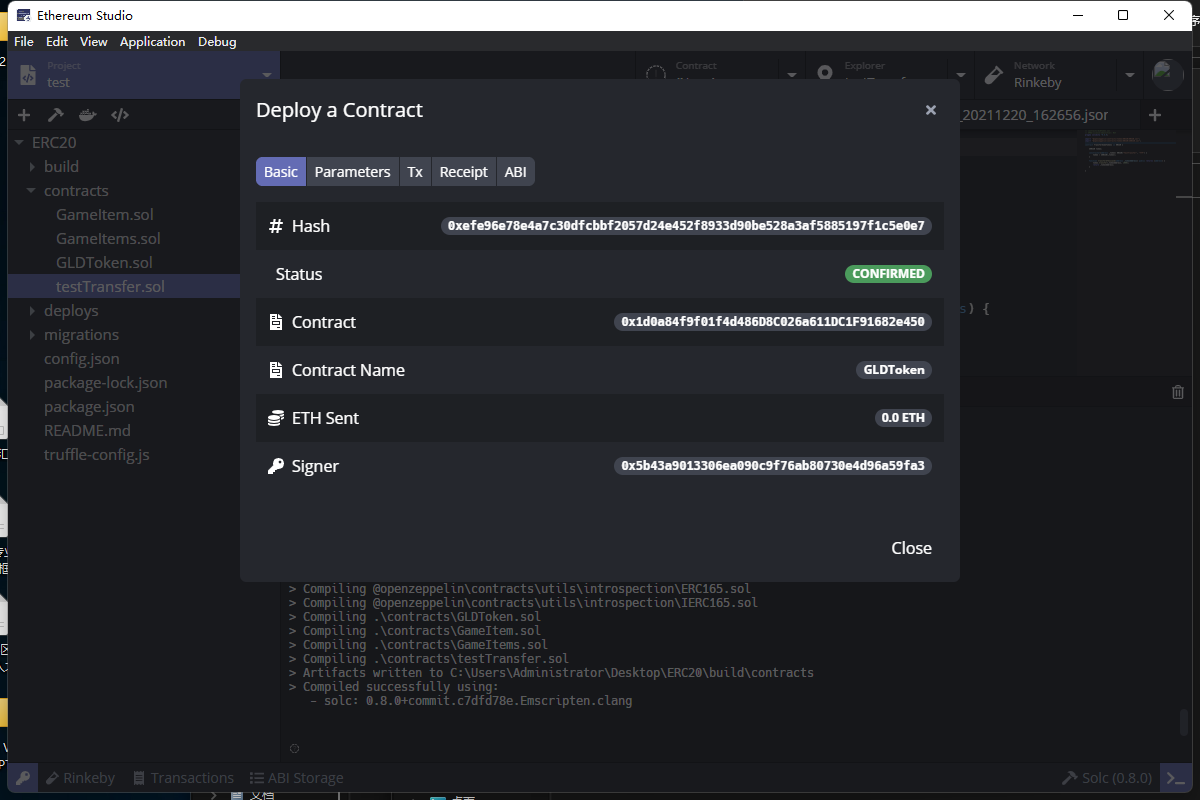 Ethereum Studio
File Edit View Application Debug
Project
test
Contract
Explorer
Network
Rinkeby
_20211220_162656.jsor
ERC20
build
contracts
GameItem.sol
GameItems.sol
GLDToken.sol
testTransfer.sol
deploys
migrations
config.json
package-lock.json
package.json
README.md
truffle-config.js
Deploy a Contract
Basic Parameters Tx Receipt ABI
Hash 0xefe96e78e4a7c30dfcbbf2057d24e452f8933d90be528a3af5885197f1c5e0e7
Status CONFIRMED
Contract 0x1d0a84f9f01f4d486D8C026a611DC1F91682e450
Contract Name GLDToken
ETH Sent 0.0 ETH
Signer 0x5b43a9013306ea090c9f76ab80730e4d96a59fa3
Close
s) {
> Compiling @openzeppelin\contracts\utils\introspection\ERC165.sol
> Compiling @openzeppelin\contracts\utils\introspection\IERC165.sol
> Compiling .\contracts\GLDToken.sol
> Compiling .\contracts\GameItem.sol
> Compiling .\contracts\GameItems.sol
> Compiling .\contracts\testTransfer.sol
> Artifacts written to C:\Users\Administrator\Desktop\ERC20\build\contracts
> Compiled successfully using:
- solc: 0.8.0+commit.c7dfd78e.Emscripten.clang
Rinkeby Transactions ABI Storage Solc (0.8.0)